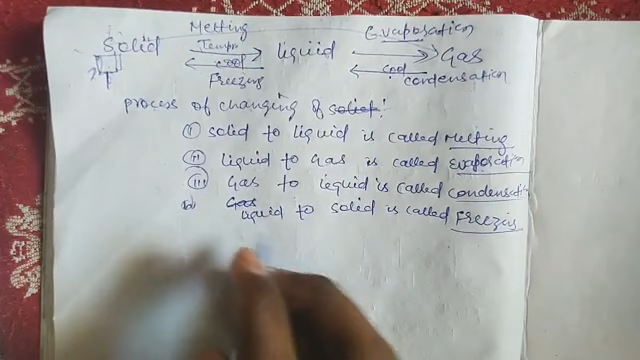 Melting Evaporation
Solid Tempr liquid Gas
cool cool
Freezing condensation
process of changing of solid!
(i) solid to liquid is called Melting
(ii) liquid to Gas is called Evaporation
(iii) Gas to liquid is called condensation
Gas
liquid to solid is called Freezing